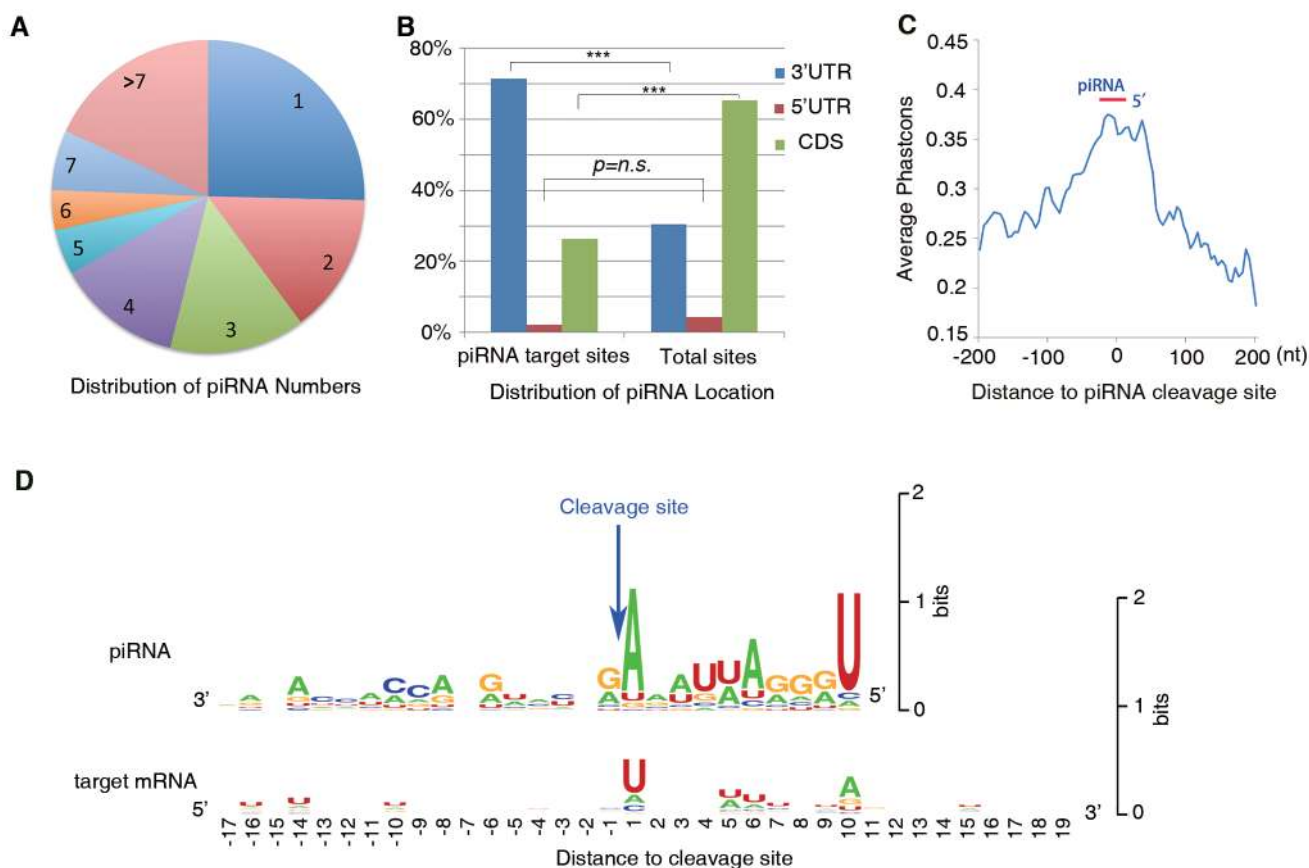 A
>7
1
7
6
2
5
4
3
Distribution of piRNA Numbers
B
80%
60%
40%
20%
0%
***
***
p=n.s.
3'UTR
5'UTR
CDS
piRNA target sites
Total sites
Distribution of piRNA Location
C
0.45
0.4
0.35
0.3
0.25
0.2
0.15
Average Phastcons
piRNA
5′
-200 -100 0 100 200 (nt)
Distance to piRNA cleavage site
D
Cleavage site
piRNA
3'
5'
2
1
0
bits
target mRNA
5'
3'
2
1
0
bits
-17 -16 -15 -14 -13 -12 -11 -10 -9 -8 -7 -6 -5 -4 -3 -2 -1 1 2 3 4 5 6 7 8 9 10 11 12 13 14 15 16 17 18 19
Distance to cleavage site